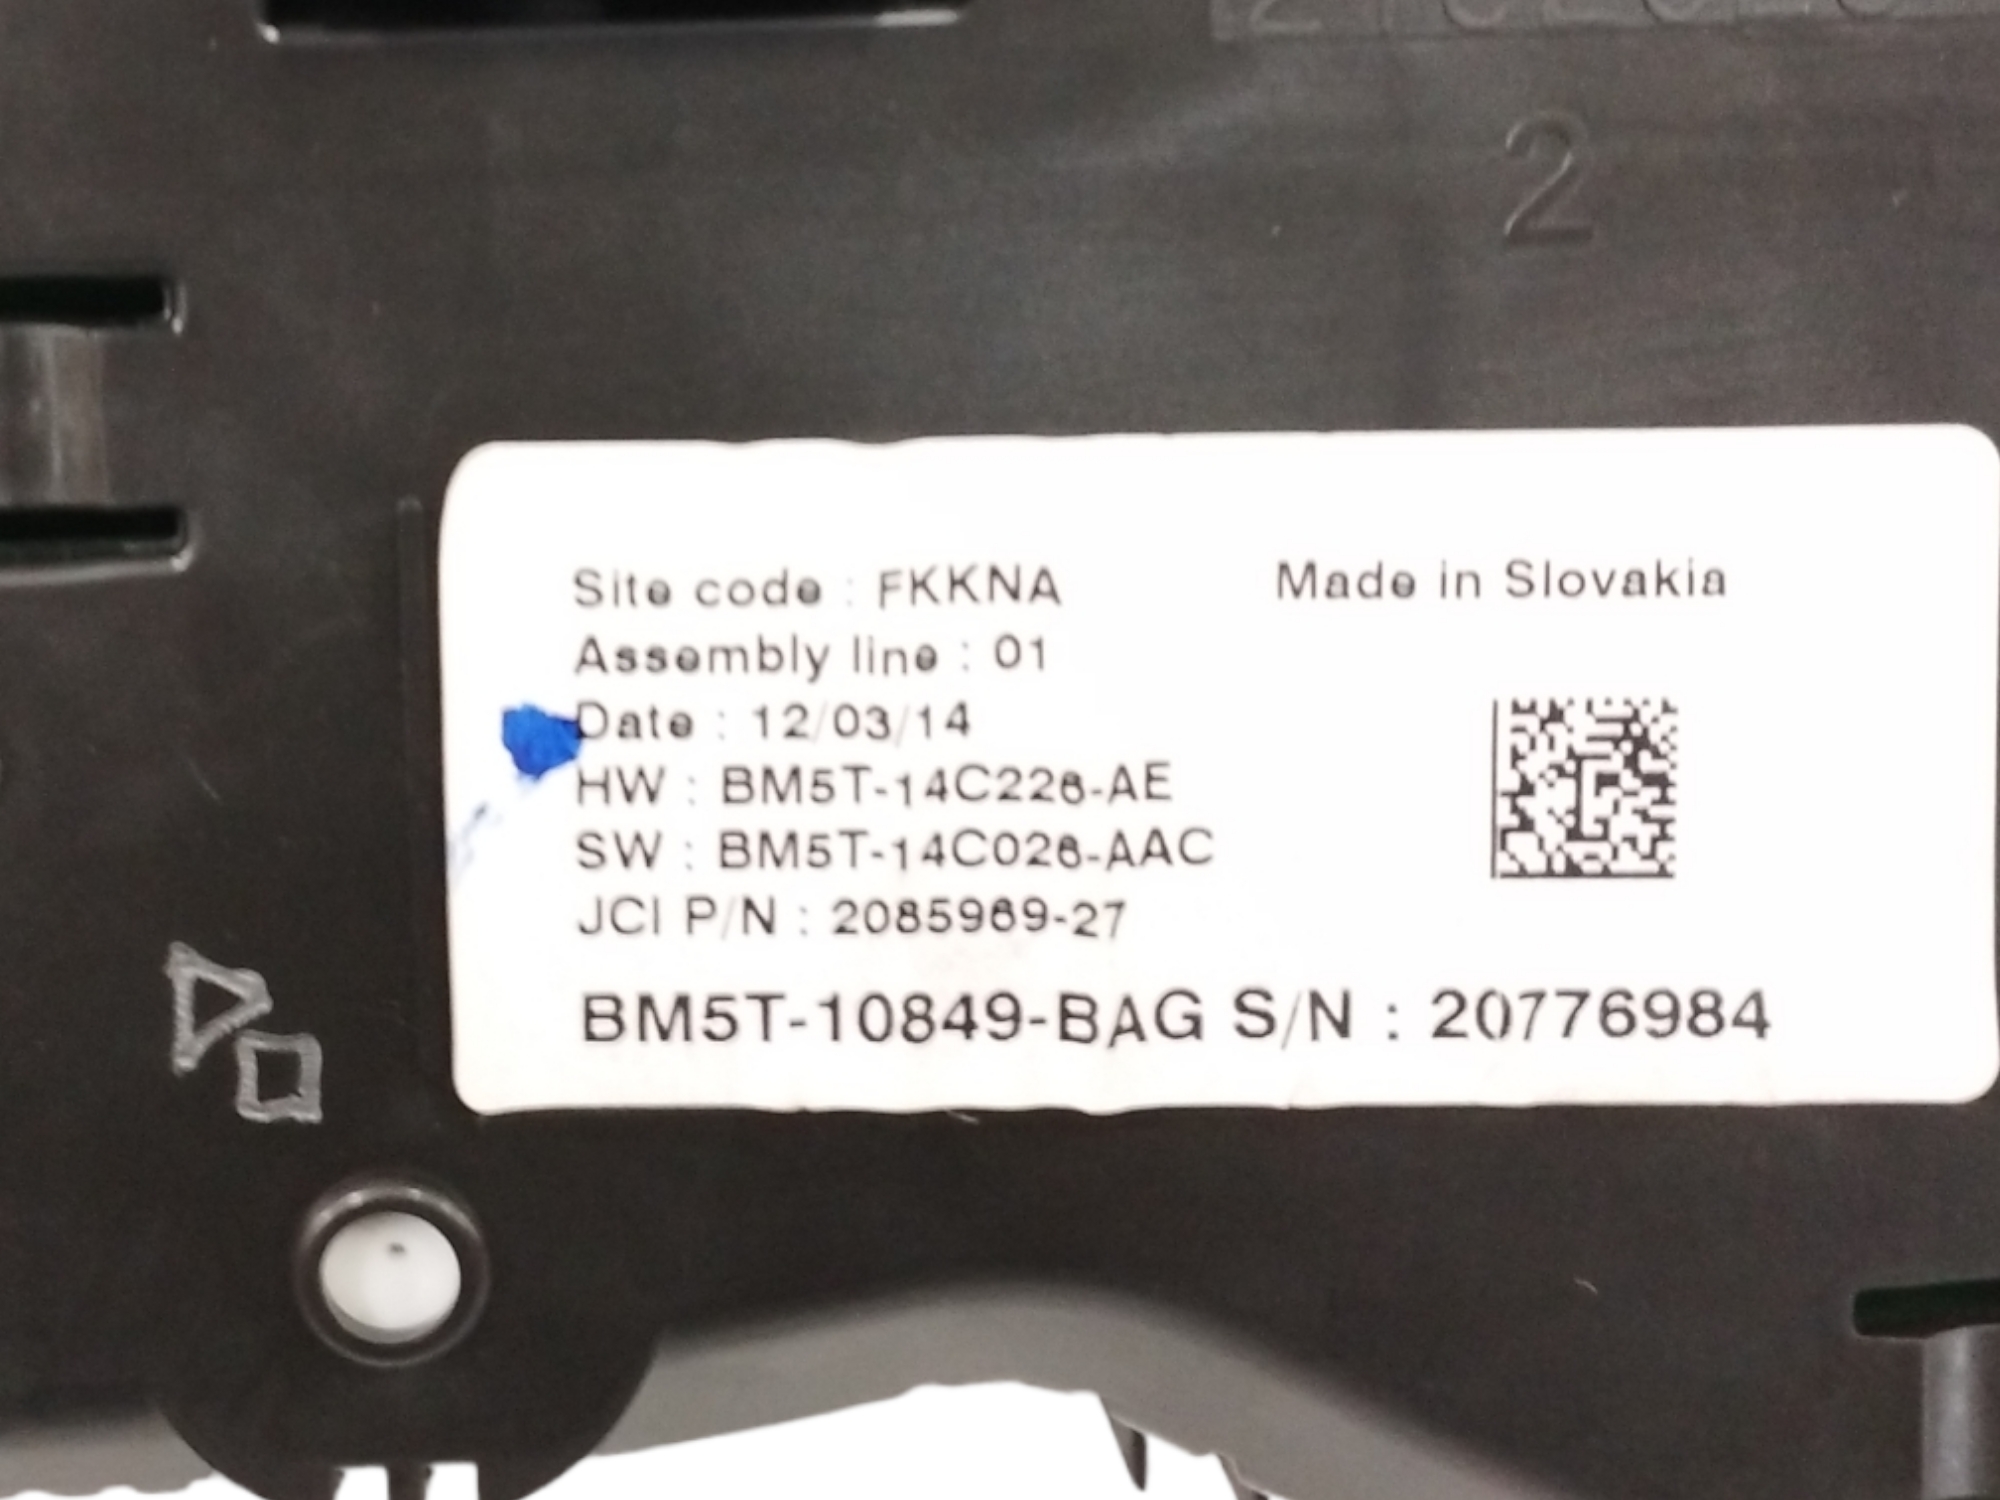 2
Site code : FKKNA
Made in Slovakia
Assembly line : 01
Date : 12/03/14
HW : BM5T-14C226-AE
SW : BM5T-14C026-AAC
JCI P/N : 2085969-27
BM5T-10849-BAG S/N : 20776984